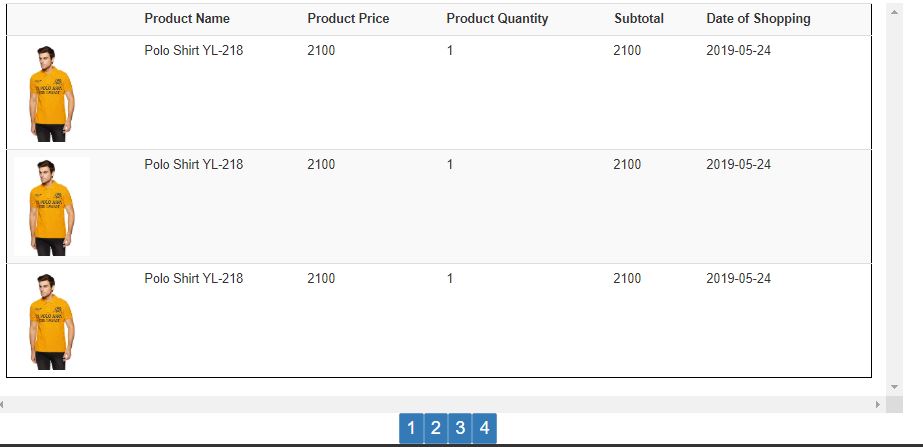 Product Name Product Price Product Quantity Subtotal Date of Shopping
Polo Shirt YL-218 2100 1 2100 2019-05-24
Polo Shirt YL-218 2100 1 2100 2019-05-24
Polo Shirt YL-218 2100 1 2100 2019-05-24
1 2 3 4